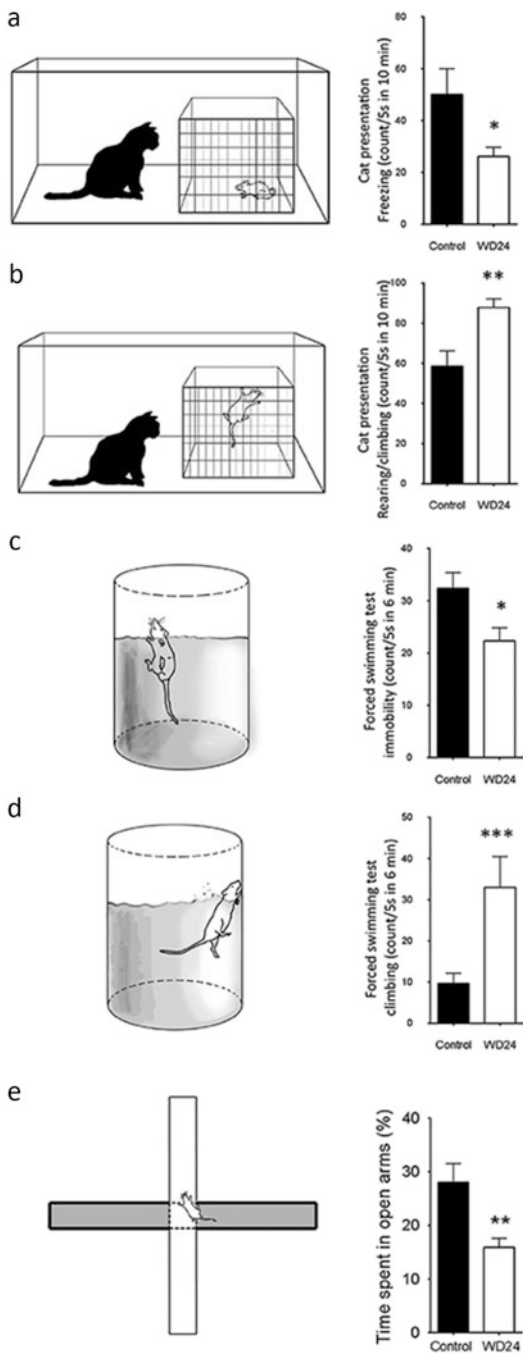 a
Cat presentation
Freezing (count/5s in 10 min)
80
60
40
20
0
*
Control WD24
b
Cat presentation
Rearing/climbing (count/5s in 10 min)
100
80
60
40
20
0
**
Control WD24
c
Forced swimming test
immobility (count/5s in 6 min)
40
30
20
10
0
*
Control WD24
d
Forced swimming test
climbing (count/5s in 6 min)
50
40
30
20
10
0
***
Control WD24
e
Time spent in open arms (%)
40
30
20
10
0
**
Control WD24